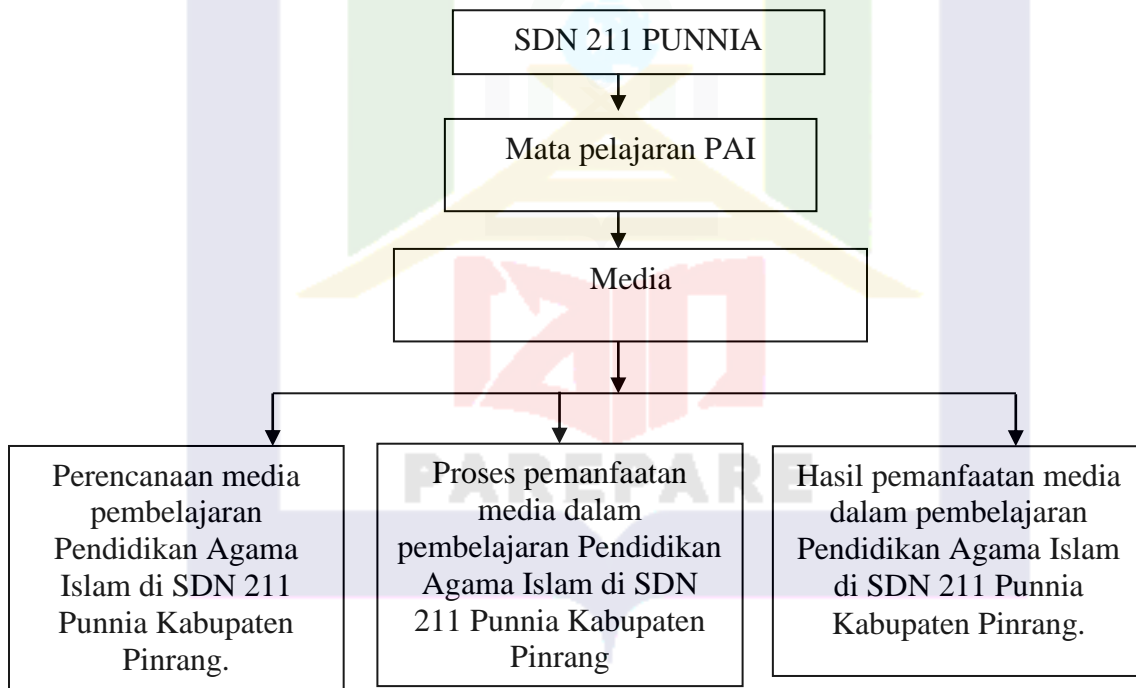 SDN 211 PUNNIA
Mata pelajaran PAI
Media
Perencanaan media
pembelajaran
Pendidikan Agama
Islam di SDN 211
Punnia Kabupaten
Pinrang.
Proses pemanfaatan
media dalam
pembelajaran Pendidikan
Agama Islam di SDN
211 Punnia Kabupaten
Pinrang
Hasil pemanfaatan media
dalam pembelajaran
Pendidikan Agama Islam
di SDN 211 Punnia
Kabupaten Pinrang.
PAREPARE